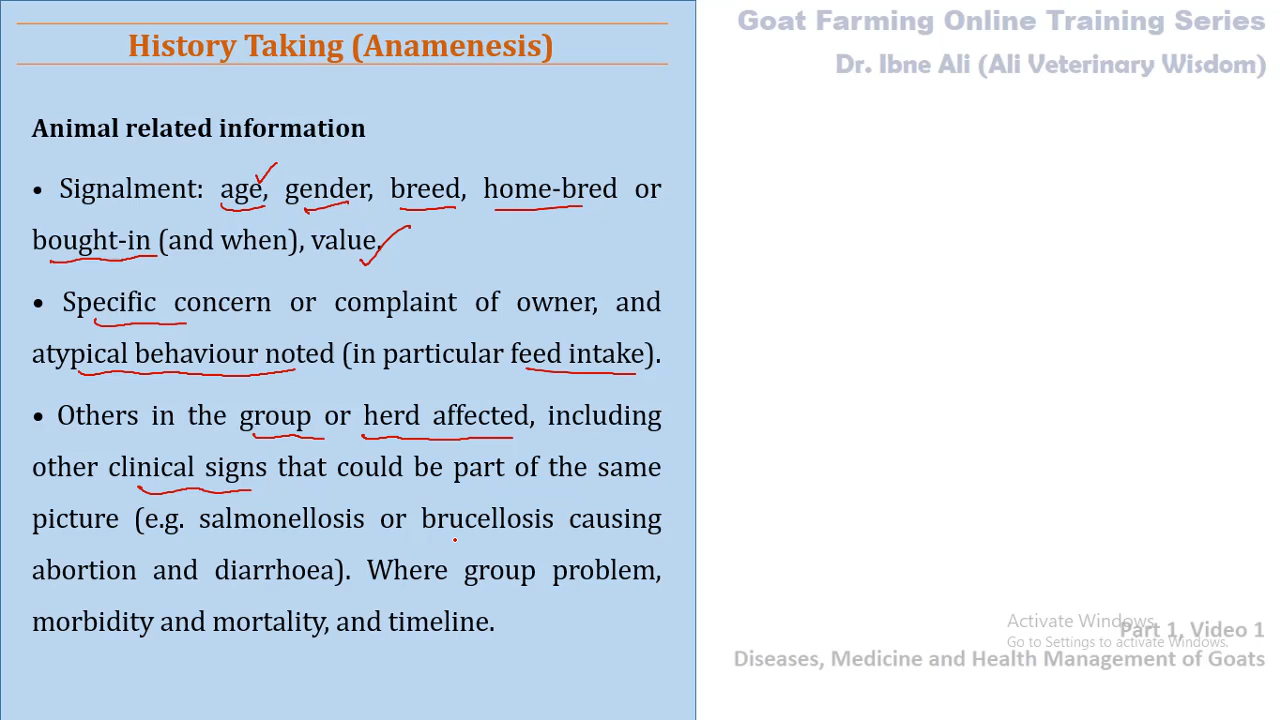 History Taking (Anamenesis)
Animal related information
• Signalment: age, gender, breed, home-bred or
bought-in (and when), value.
• Specific concern or complaint of owner, and
atypical behaviour noted (in particular feed intake).
• Others in the group or herd affected, including
other clinical signs that could be part of the same
picture (e.g. salmonellosis or brucellosis causing
abortion and diarrhoea). Where group problem,
morbidity and mortality, and timeline.
Goat Farming Online Training Series
Dr. Ibne Ali (Ali Veterinary Wisdom)
Activate Windows
Part 1, Video 1
Go to Settings to activate Windows.
Diseases, Medicine and Health Management of Goats